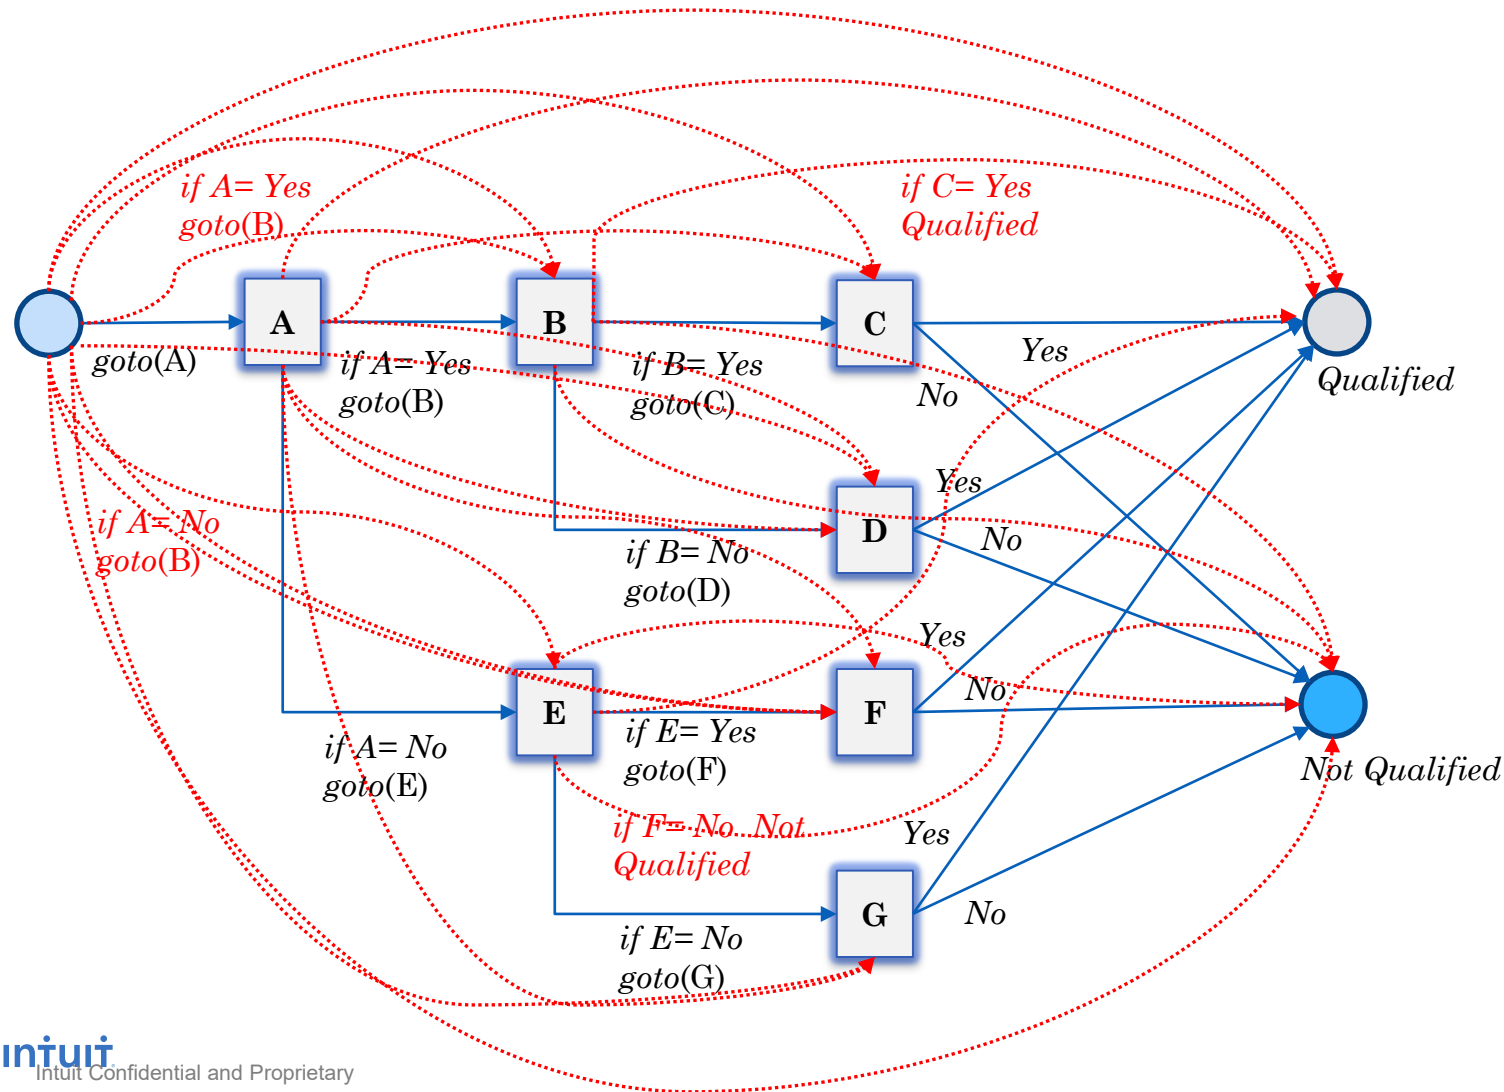 if A= Yes
goto(B)
if C= Yes
Qualified
A
B
C
goto(A)
if A= Yes
goto(B)
if B= Yes
goto(C)
Yes
No
Qualified
D
Yes
No
if A= No
goto(B)
if B= No
goto(D)
E
F
Yes
No
if A= No
goto(E)
if E= Yes
goto(F)
Not Qualified
if F= No Not
Qualified
G
Yes
No
if E= No
goto(G)
intuit
Intuit Confidential and Proprietary